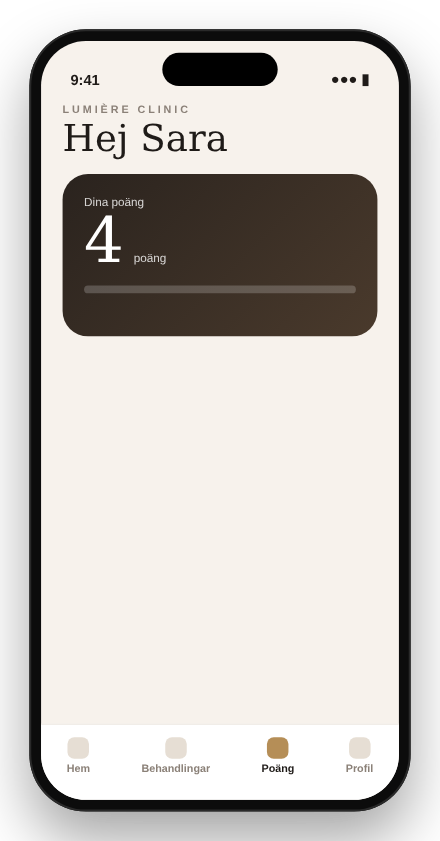 9:41
LUMIÈRE CLINIC
Hej Sara
Dina poäng
4 poäng
Hem Behandlingar Poäng Profil